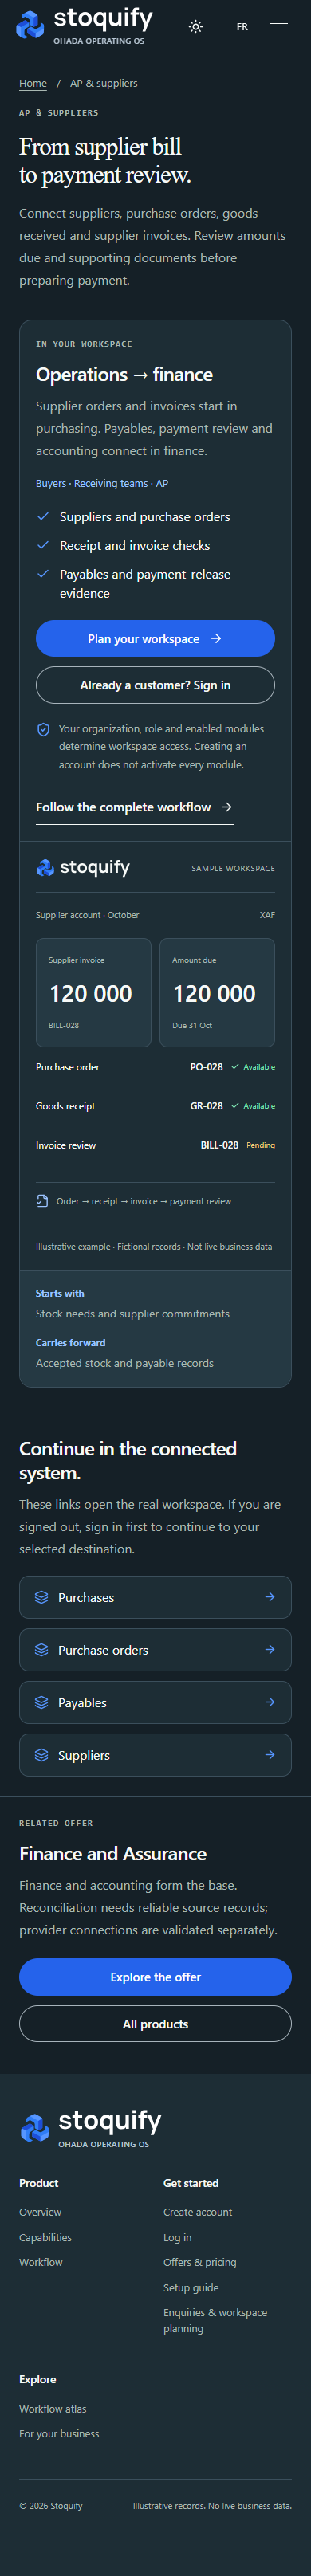 stoquify
OHADA OPERATING OS
FR
Home / AP & suppliers
AP & SUPPLIERS
From supplier bill
to payment review.
Connect suppliers, purchase orders, goods
received and supplier invoices. Review amounts
due and supporting documents before
preparing payment.
IN YOUR WORKSPACE
Operations → finance
Supplier orders and invoices start in
purchasing. Payables, payment review and
accounting connect in finance.
Buyers · Receiving teams · AP
Suppliers and purchase orders
Receipt and invoice checks
Payables and payment-release
evidence
Plan your workspace →
Already a customer? Sign in
Your organization, role and enabled modules
determine workspace access. Creating an
account does not activate every module.
Follow the complete workflow →
stoquify SAMPLE WORKSPACE
Supplier account · October XAF
Supplier invoice
120 000
BILL-028
Amount due
120 000
Due 31 Oct
Purchase order PO-028 Available
Goods receipt GR-028 Available
Invoice review BILL-028 Pending
Order → receipt → invoice → payment review
Illustrative example · Fictional records · Not live business data
Starts with
Stock needs and supplier commitments
Carries forward
Accepted stock and payable records
Continue in the connected
system.
These links open the real workspace. If you are
signed out, sign in first to continue to your
selected destination.
Purchases
Purchase orders
Payables
Suppliers
RELATED OFFER
Finance and Assurance
Finance and accounting form the base.
Reconciliation needs reliable source records;
provider connections are validated separately.
Explore the offer
All products
stoquify
OHADA OPERATING OS
Product
Overview
Capabilities
Workflow
Get started
Create account
Log in
Offers & pricing
Setup guide
Enquiries & workspace
planning
Explore
Workflow atlas
For your business
© 2026 Stoquify
Illustrative records. No live business data.